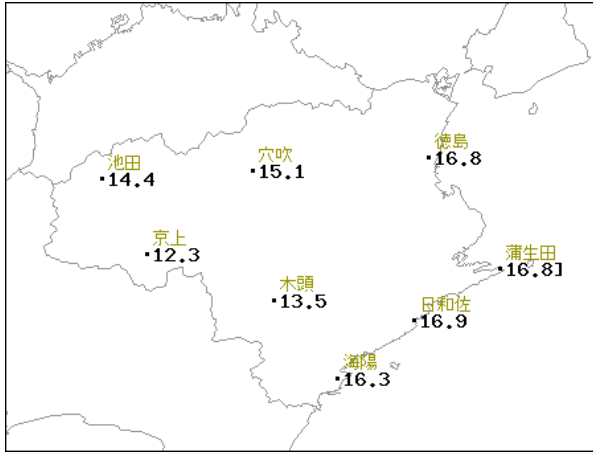 徳島
16.8
穴吹
15.1
池田
14.4
京上
12.3
蒲生田
16.8]
木頭
13.5
日和佐
16.9
海陽
16.3